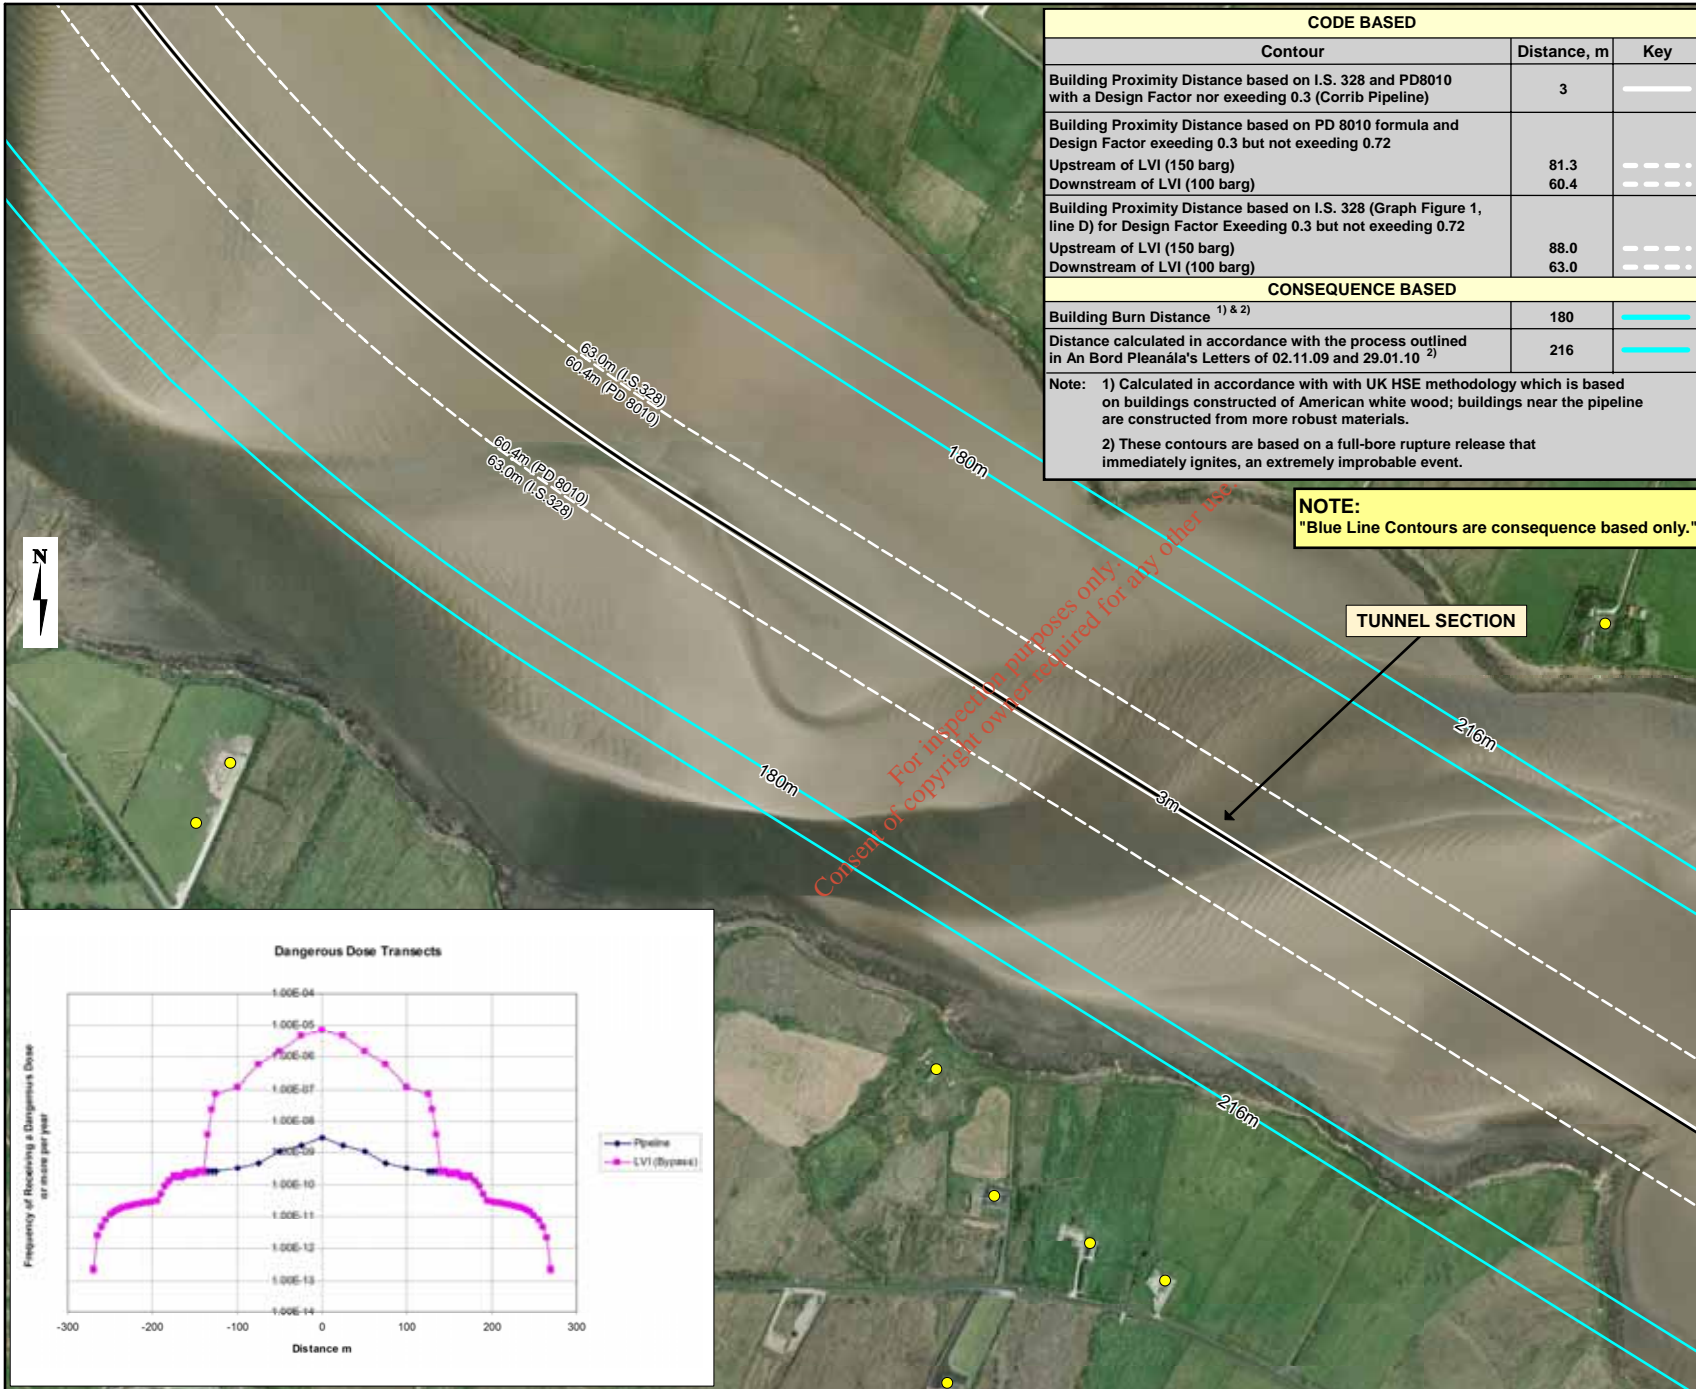 CODE BASED
Contour Distance, m Key
Building Proximity Distance based on I.S. 328 and PD8010
with a Design Factor nor exeeding 0.3 (Corrib Pipeline) 3
Building Proximity Distance based on PD 8010 formula and
Design Factor exeeding 0.3 but not exeeding 0.72
Upstream of LVI (150 barg) 81.3
Downstream of LVI (100 barg) 60.4
Building Proximity Distance based on I.S. 328 (Graph Figure 1,
line D) for Design Factor Exeeding 0.3 but not exeeding 0.72
Upstream of LVI (150 barg) 88.0
Downstream of LVI (100 barg) 63.0
CONSEQUENCE BASED
Building Burn Distance 1) & 2) 180
Distance calculated in accordance with the process outlined
in An Bord Pleanála's Letters of 02.11.09 and 29.01.10 2) 216
Note: 1) Calculated in accordance with with UK HSE methodology which is based
on buildings constructed of American white wood; buildings near the pipeline
are constructed from more robust materials.
2) These contours are based on a full-bore rupture release that
immediately ignites, an extremely improbable event.
NOTE:
"Blue Line Contours are consequence based only."
63.0m (I.S.328)
60.4m (PD 8010)
60.4m (PD 8010)
63.0m (I.S.328)
180m
N
TUNNEL SECTION
216m
180m
3m
216m
For inspection purposes only.
Consent of copyright owner required for any other use.
Dangerous Dose Transects
Frequency of Receiving a Dangerous Dose
or more per year
1.00E-04
1.00E-05
1.00E-06
1.00E-07
1.00E-08
1.00E-09
1.00E-10
1.00E-11
1.00E-12
1.00E-13
1.00E-14
-300 -200 -100 0 100 200 300
Distance m
Pipeline
LVI (Bypass)